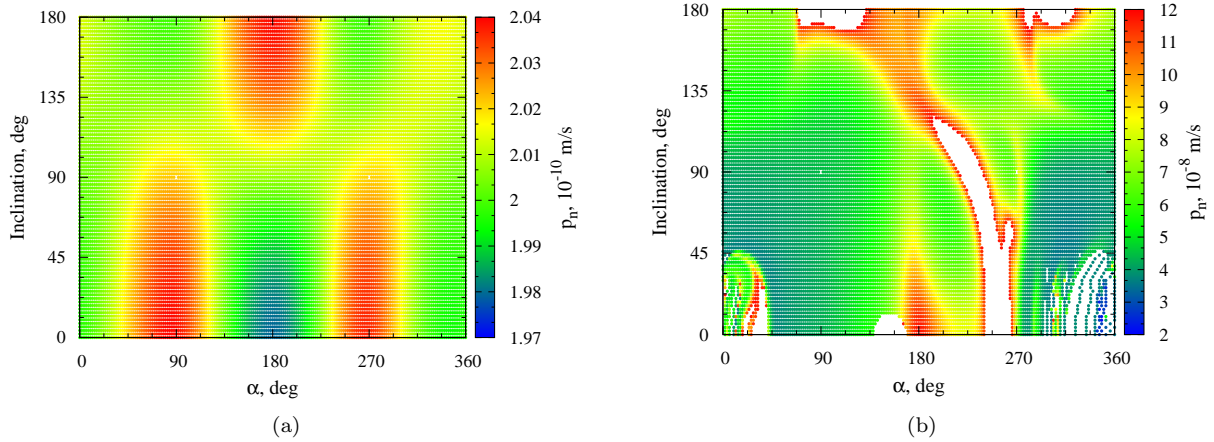 180
135
90
45
0
Inclination, deg
0 90 180 270 360
α, deg
2.04
2.03
2.02
2.01
2
1.99
1.98
1.97
p_n, 10^-10 m/s
(a)
180
135
90
45
0
Inclination, deg
0 90 180 270 360
α, deg
12
11
10
9
8
7
6
5
4
3
2
p_n, 10^-8 m/s
(b)